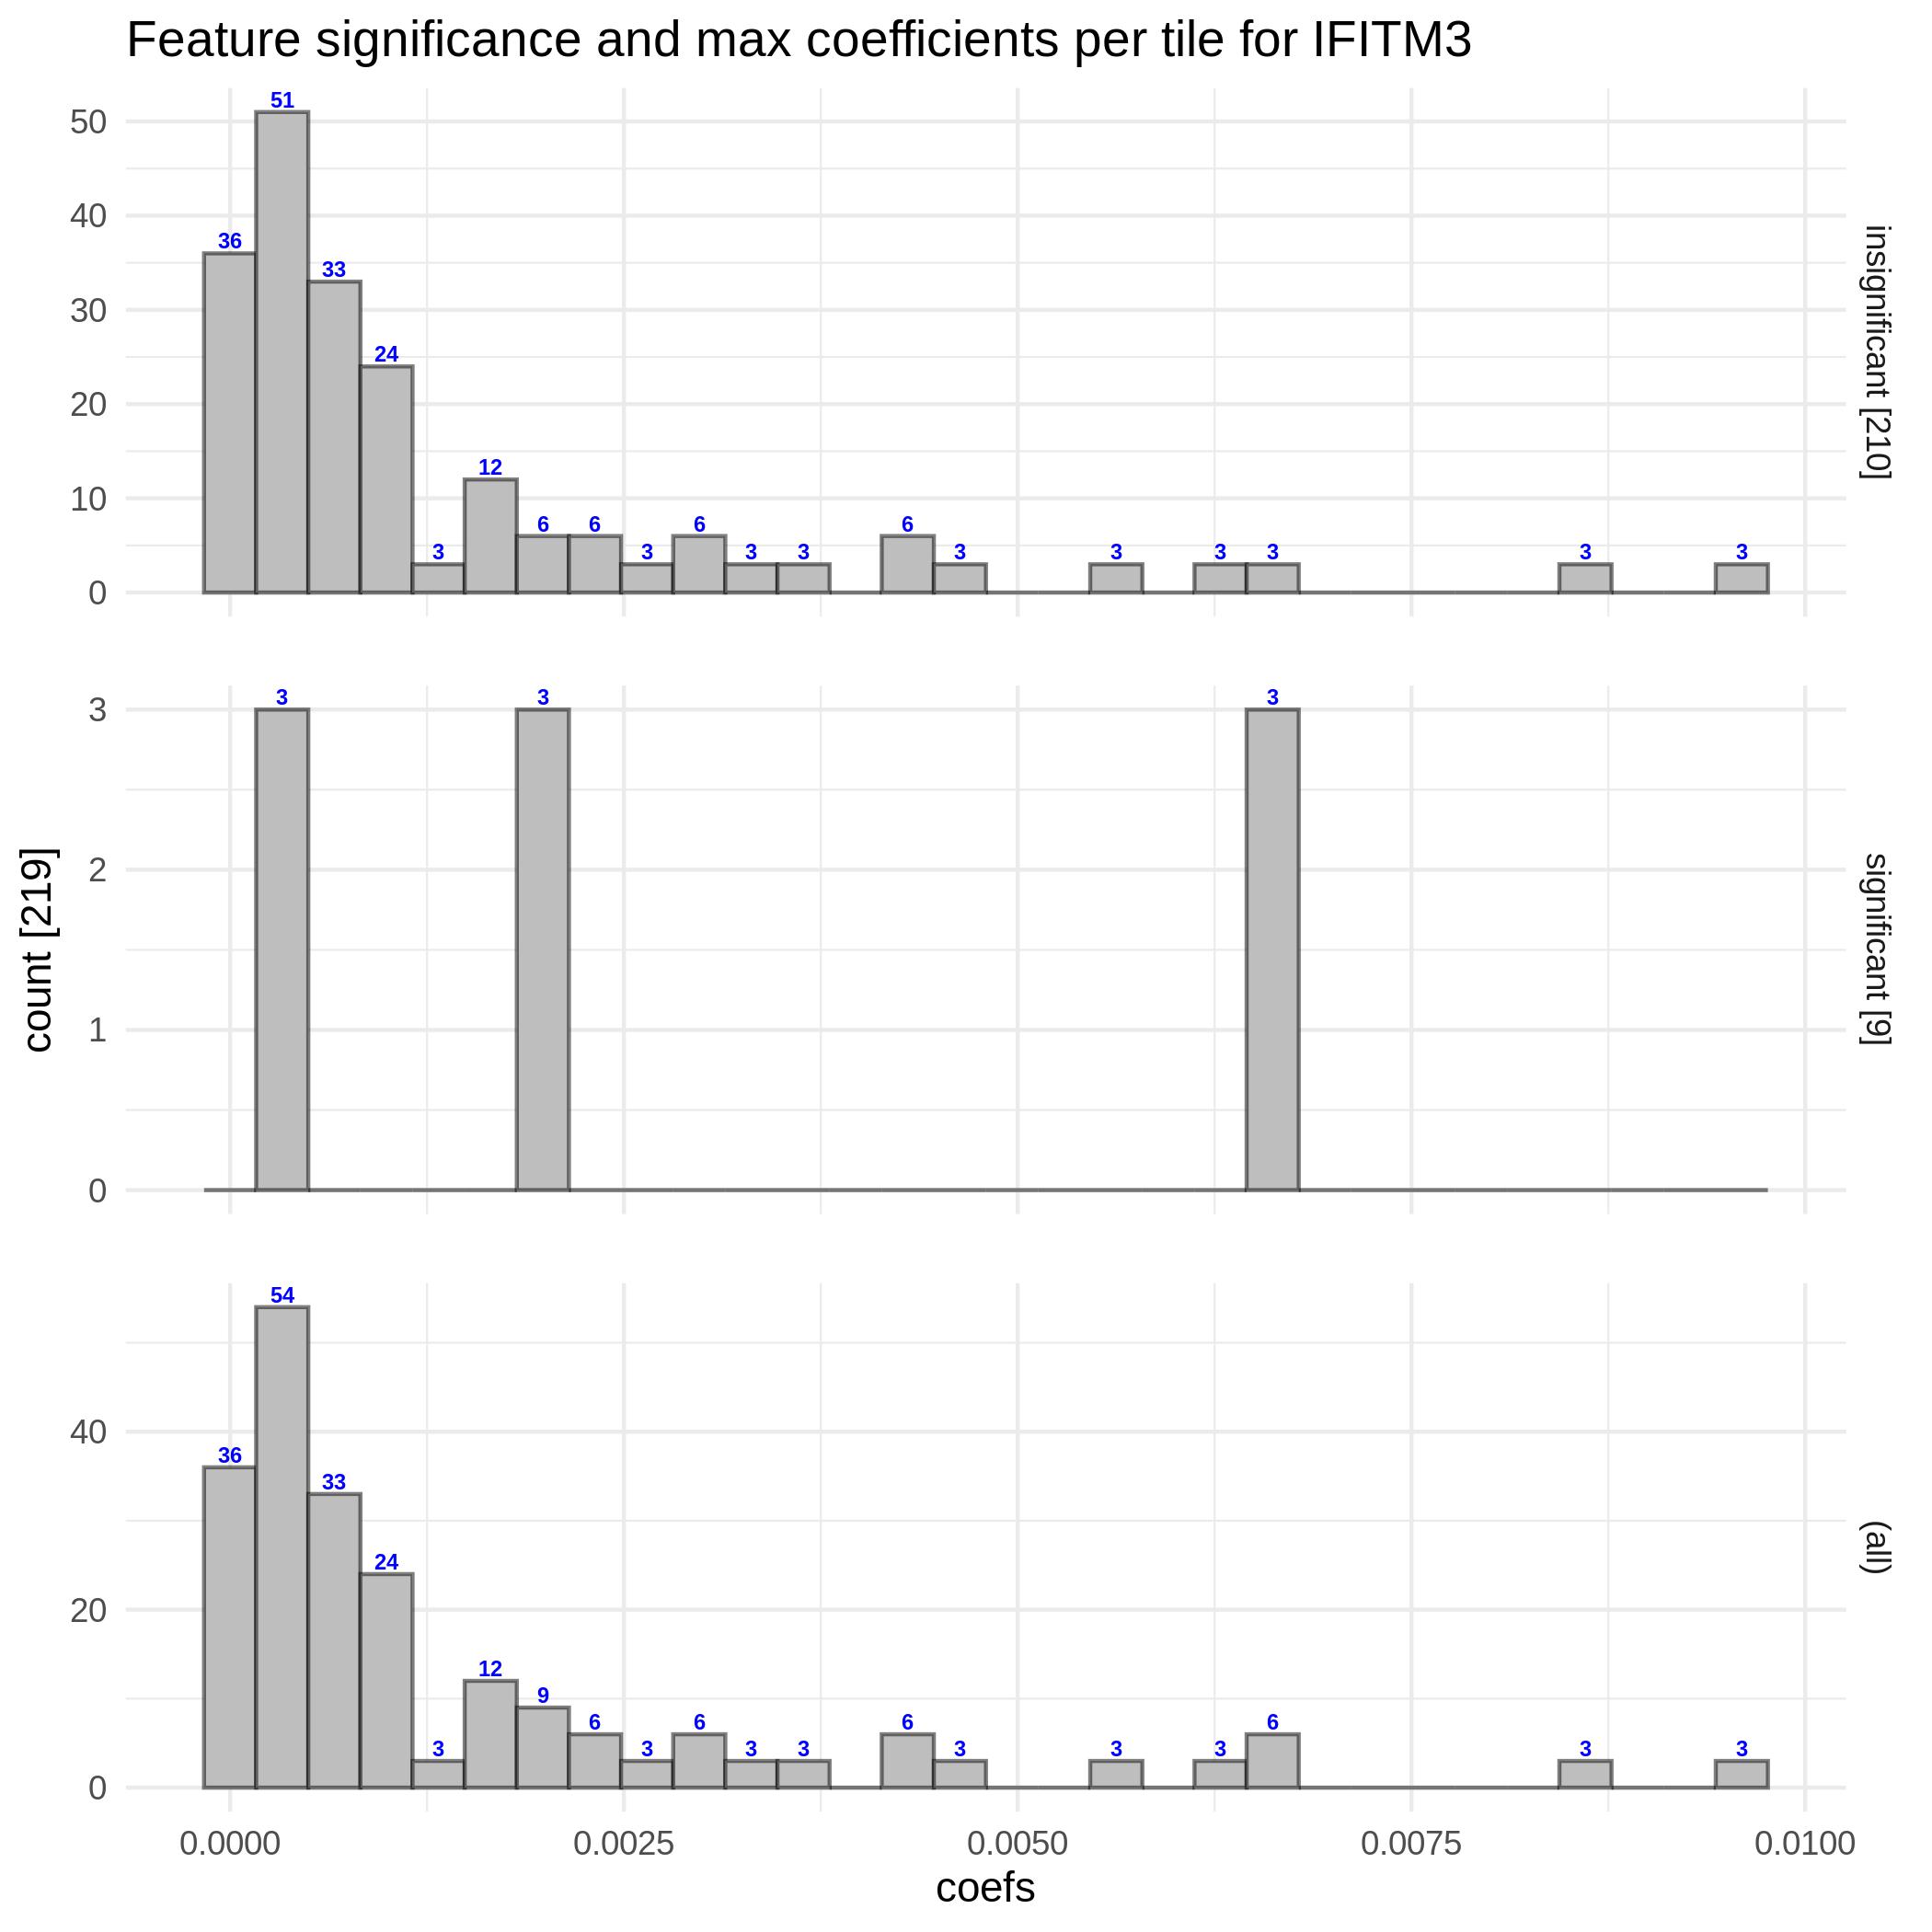 Feature significance and max coefficients per tile for IFITM3
51
50
40
36
33
30
24
20
12
10
6 6 6 6
3 3 3 3 3 3 3 3 3 3
0
insignificant [210]
3 3 3
3
2
1
0
significant [9]
count [219]
54
40
36
33
24
20
12
9
6 6 6 6
3 3 3 3 3 3 3 3 3
0
(all)
0.0000 0.0025 0.0050 0.0075 0.0100
coefs